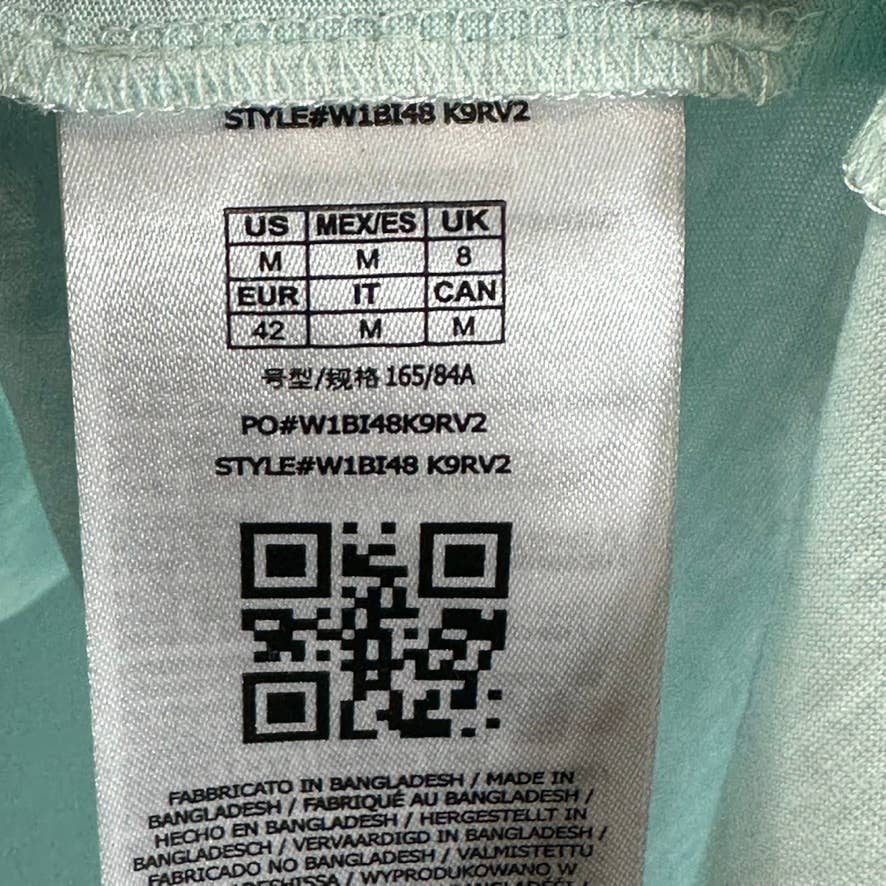 STYLE#W1BI48 K9RV2
US MEX/ES UK
M M 8
EUR IT CAN
42 M M
号型/规格 165/84A
PO#W1BI48K9RV2
STYLE#W1BI48 K9RV2
FABBRICATO IN BANGLADESH / MADE IN
BANGLADESH / FABRIQUÉ AU BANGLADESH /
HECHO EN BANGLADESH / HERGESTELLT IN
BANGLADESCH / VERVAARDIGD IN BANGLADESH /
FABRICADO NO BANGLADESH / VALMISTETTU
/ WYPRODUKOWANO W